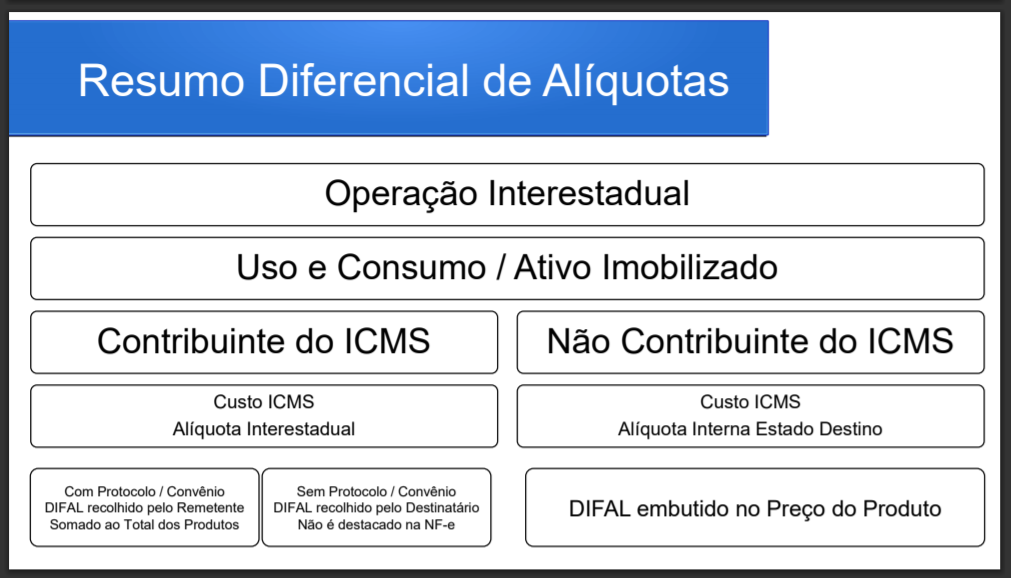 Resumo Diferencial de Alíquotas
Operação Interestadual
Uso e Consumo / Ativo Imobilizado
Contribuinte do ICMS
Não Contribuinte do ICMS
Custo ICMS
Alíquota Interestadual
Custo ICMS
Alíquota Interna Estado Destino
Com Protocolo / Convênio
DIFAL recolhido pelo Remetente
Somado ao Total dos Produtos
Sem Protocolo / Convênio
DIFAL recolhido pelo Destinatário
Não é destacado na NF-e
DIFAL embutido no Preço do Produto